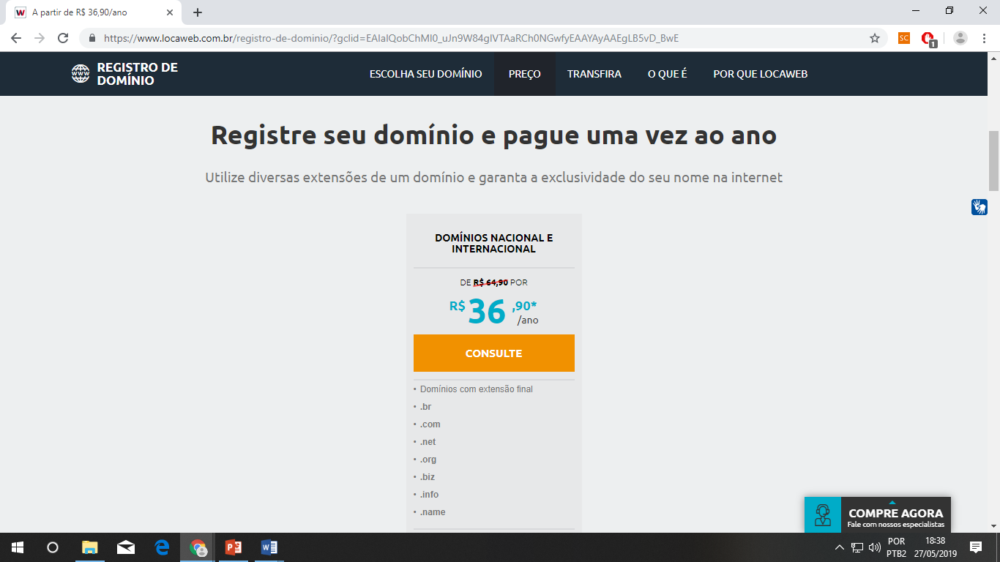 A partir de R$ 36,90/ano
https://www.locaweb.com.br/registro-de-dominio/?gclid=EAIaIQobChMI0_uJn9W84gIVTAaRCh0NGwfyEAAYAyAAEgLB5vD_BwE
SC
1
www
REGISTRO DE
DOMÍNIO
ESCOLHA SEU DOMÍNIO
PREÇO
TRANSFIRA
O QUE É
POR QUE LOCAWEB
Registre seu domínio e pague uma vez ao ano
Utilize diversas extensões de um domínio e garanta a exclusividade do seu nome na internet
DOMÍNIOS NACIONAL E
INTERNACIONAL
DE R$ 64,90 POR
R$ 36 ,90*
/ano
CONSULTE
• Domínios com extensão final
• .br
• .com
• .net
• .org
• .biz
• .info
• .name
COMPRE AGORA
Fale com nossos especialistas
POR
PTB2
18:38
27/05/2019